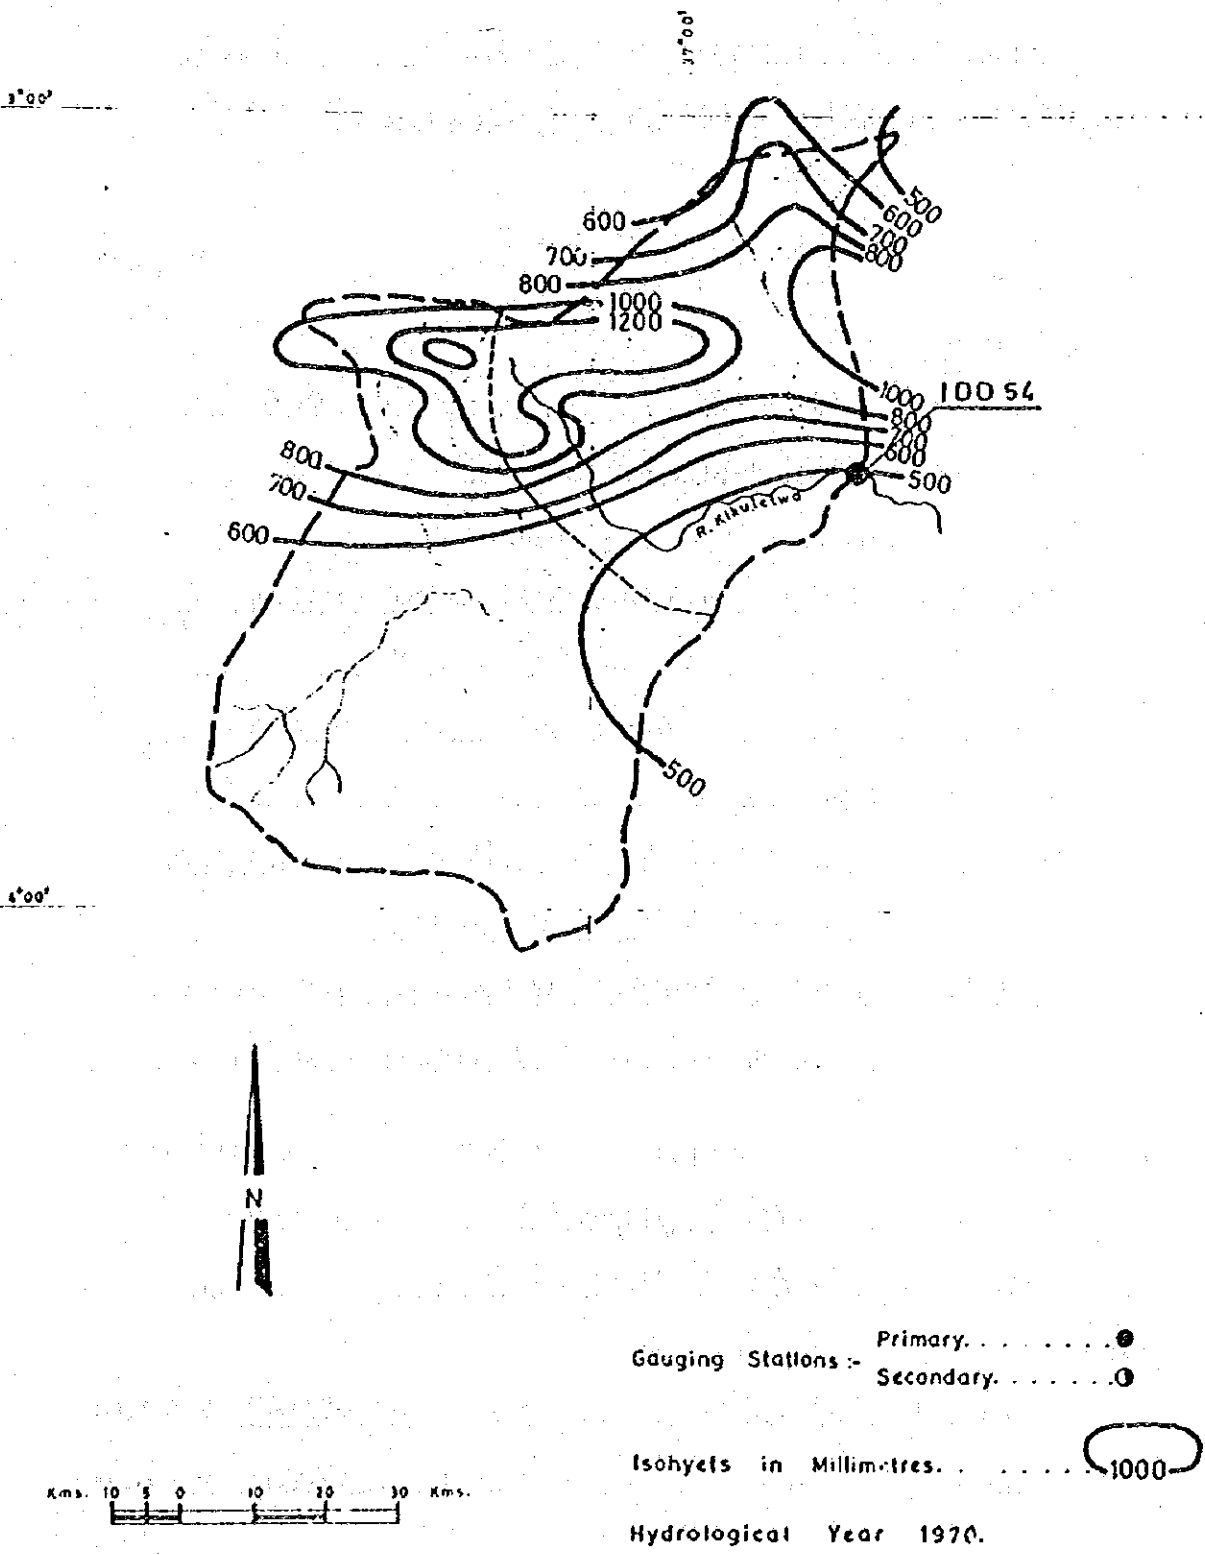 37°00'
3°00'
500
600
600
700
700
800
800
1000
1200
1000
1DD 54
800
700
600
500
800
700
600
R. Kikuletwa
500
4°00'
N
Primary. . . . . . . .
Gauging Stations :-
Secondary. . . . . . .
Isohyets in Millimetres. . . . . . . 1000
Kms. 10 5 0 10 20 30 Kms.
Hydrological Year 1970.